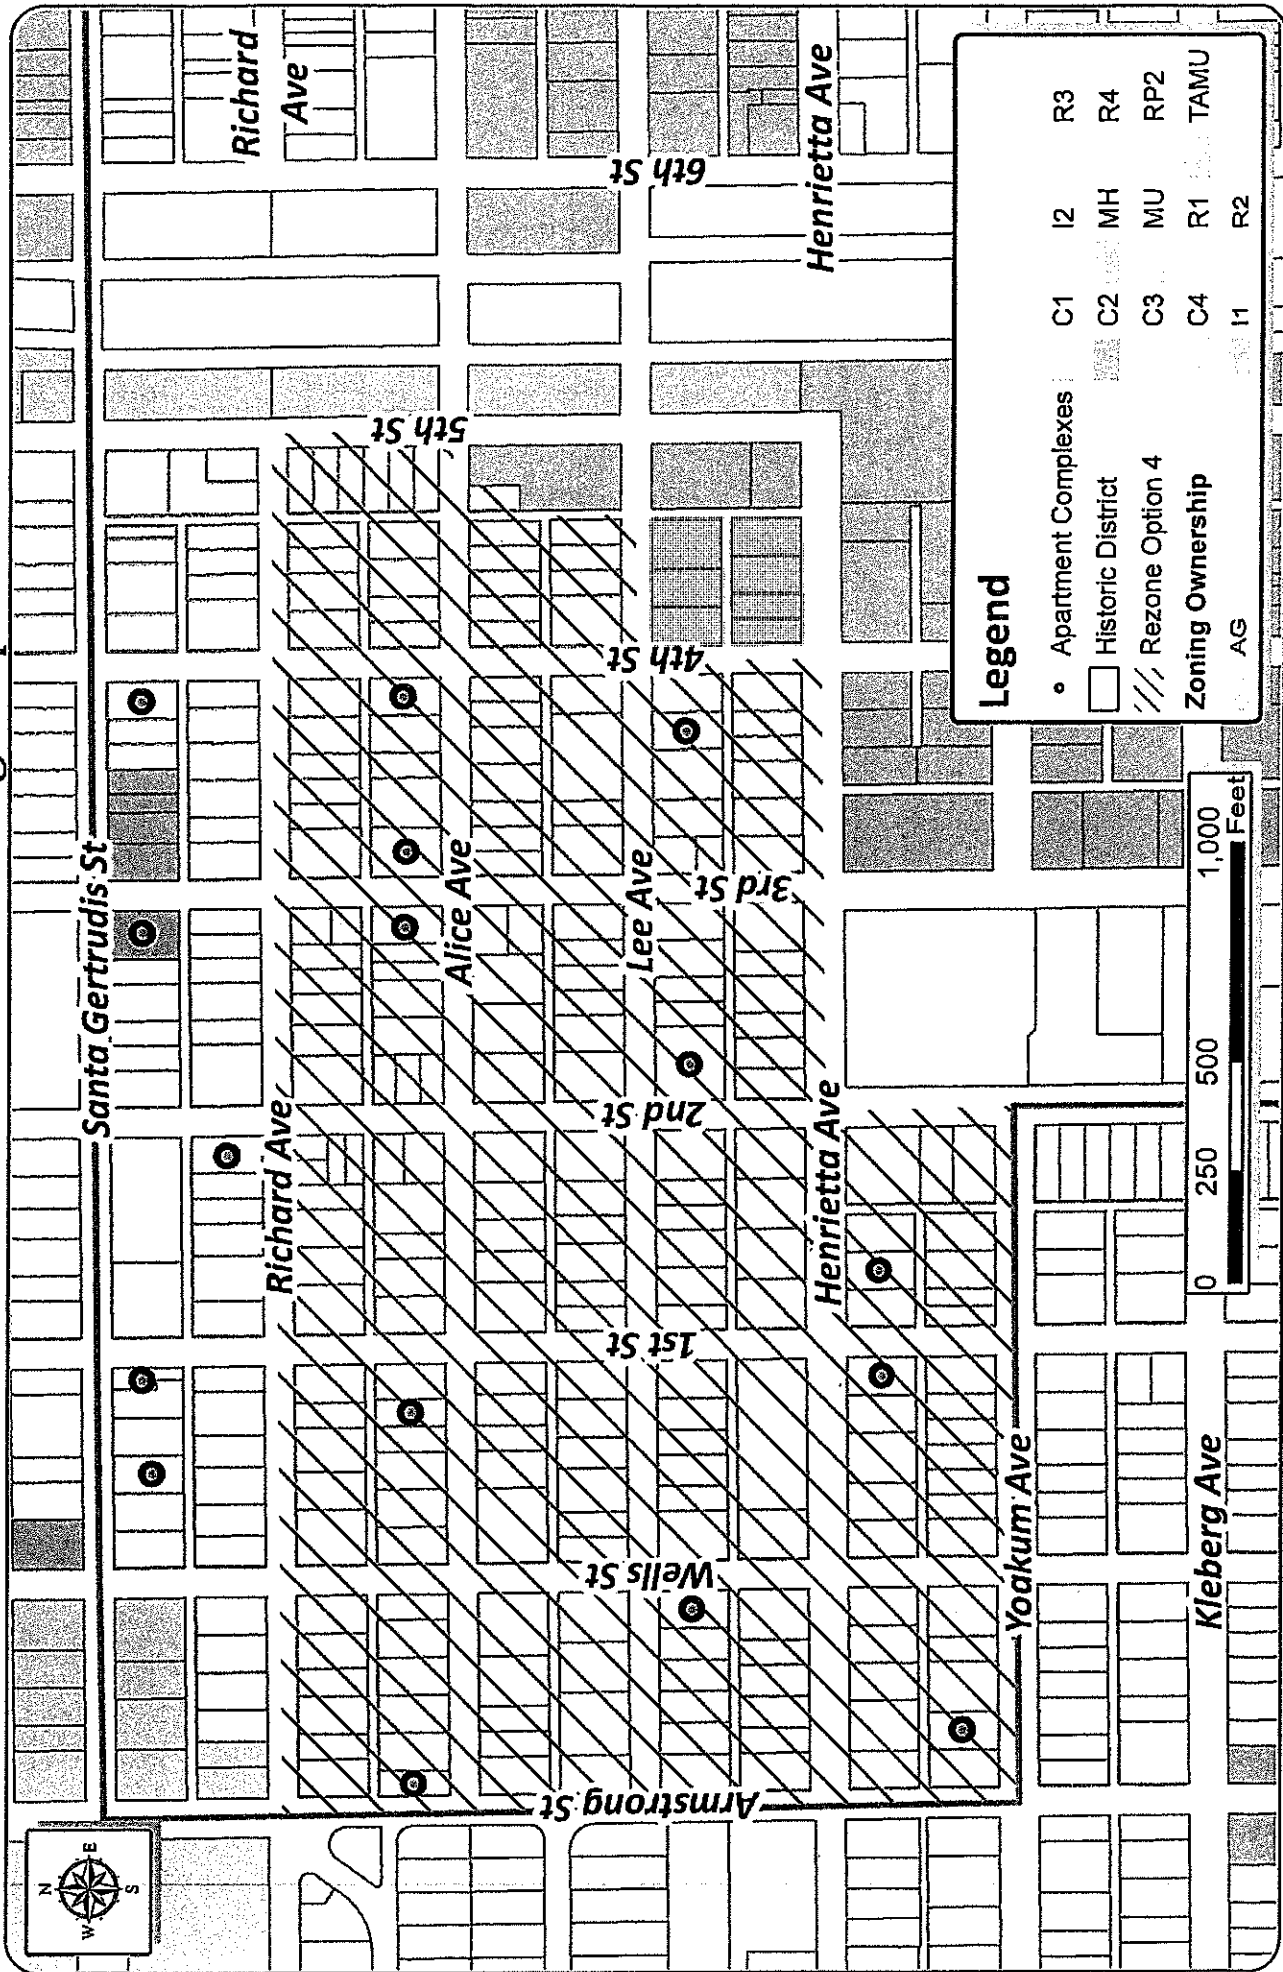 Santa Gertrudis St
Richard Ave
Richard
Ave
Alice Ave
Lee Ave
Henrietta Ave
Henrietta Ave
Yoakum Ave
Kleberg Ave
Armstrong St
Wells St
1st St
2nd St
3rd St
4th St
5th St
6th St
N
W E
S
Legend
Apartment Complexes
Historic District
Rezone Option 4
Zoning Ownership
AG
C1
C2
C3
C4
I1
I2
MH
MU
R1
R2
R3
R4
RP2
TAMU
0 250 500 1,000
Feet